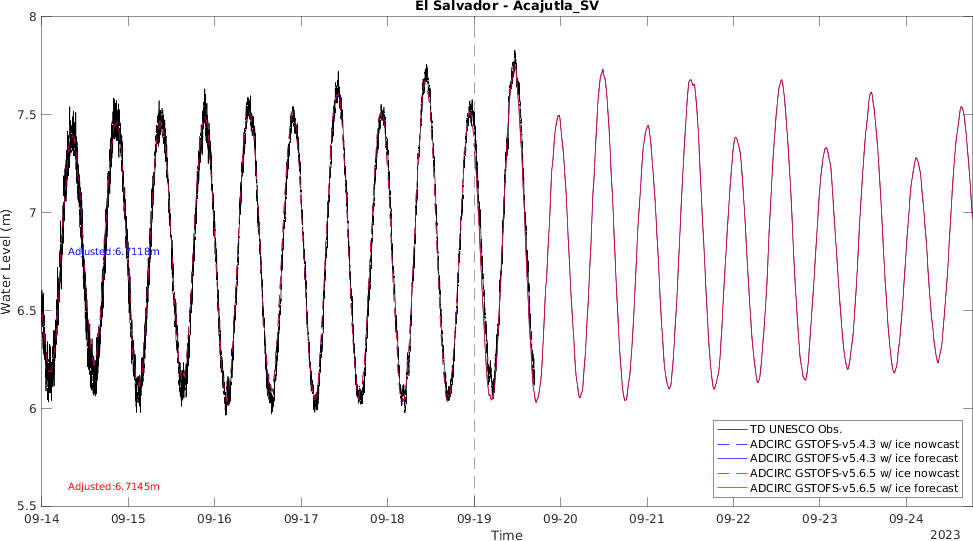 El Salvador - Acajutla_SV
8
7.5
7
6.5
6
5.5
Water Level (m)
Adjusted:6.7118m
Adjusted:6.7145m
TD UNESCO Obs.
ADCIRC GSTOFS-v5.4.3 w/ ice nowcast
ADCIRC GSTOFS-v5.4.3 w/ ice forecast
ADCIRC GSTOFS-v5.6.5 w/ ice nowcast
ADCIRC GSTOFS-v5.6.5 w/ ice forecast
09-14 09-15 09-16 09-17 09-18 09-19 09-20 09-21 09-22 09-23 09-24
Time
2023